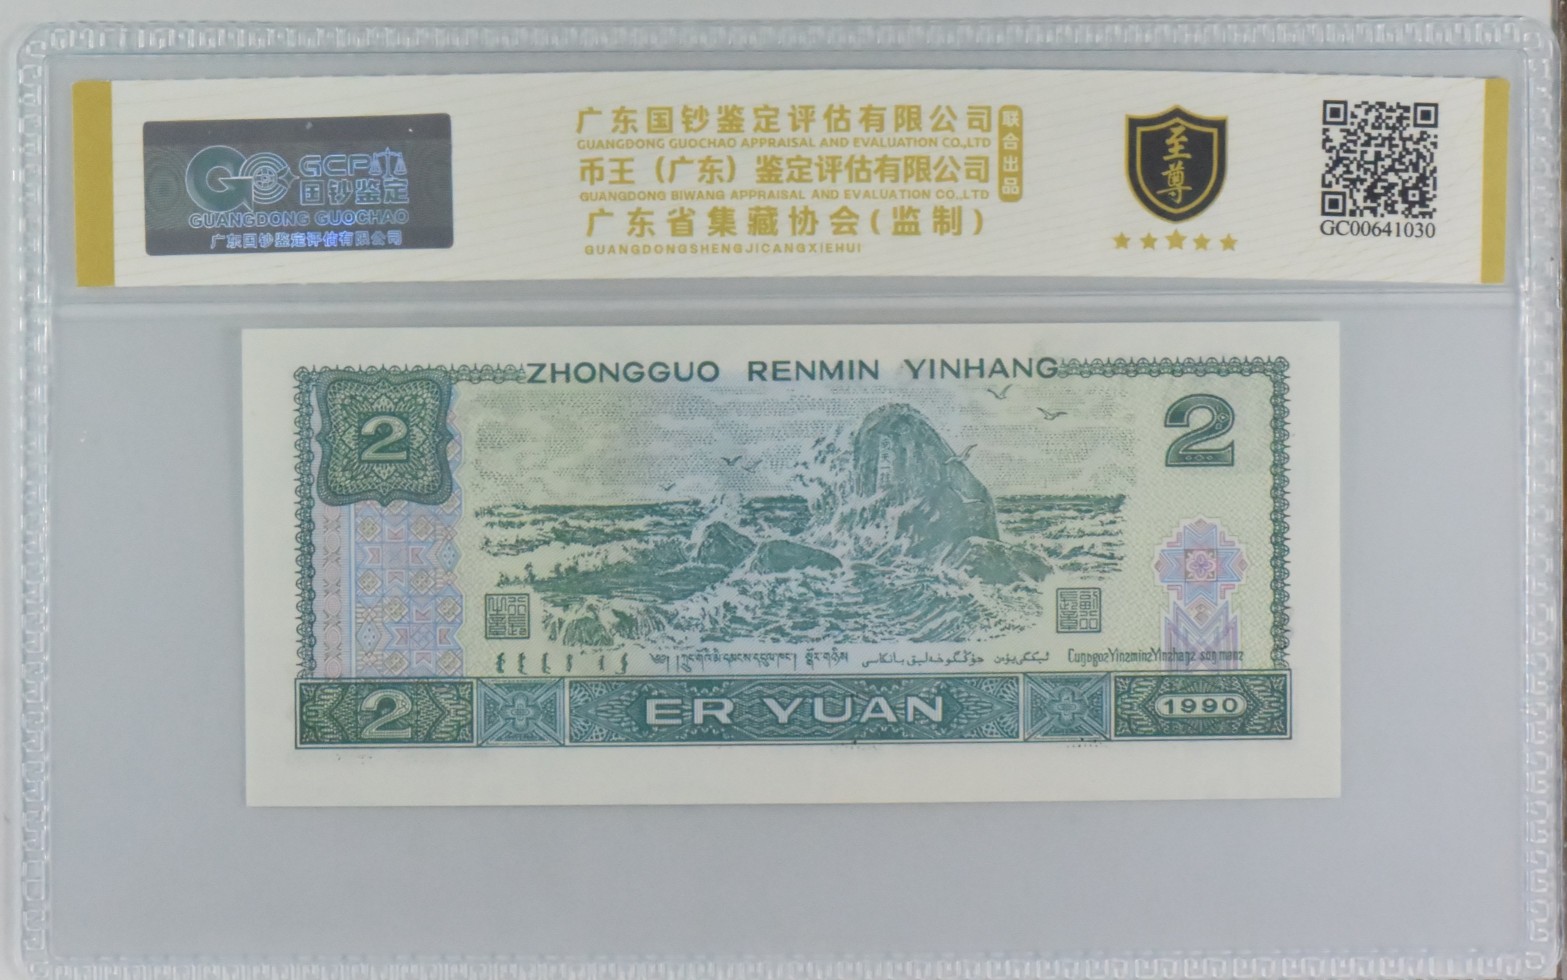 GCP
国钞鉴定
GUANGDONG GUOCHAO
广东国钞鉴定评估有限公司
广东国钞鉴定评估有限公司
GUANGDONG GUOCHAO APPRAISAL AND EVALUATION CO.,LTD
币王（广东）鉴定评估有限公司
GUANGDONG BIWANG APPRAISAL AND EVALUATION CO.,LTD
广东省集藏协会(监制)
GUANGDONGSHENGJICANGXIEHUI
联合出品
至尊
GC00641030
ZHONGGUO RENMIN YINHANG
2
2
Cungguoz Yinzminz Yinzhangz song maenz
2
ER YUAN
1990